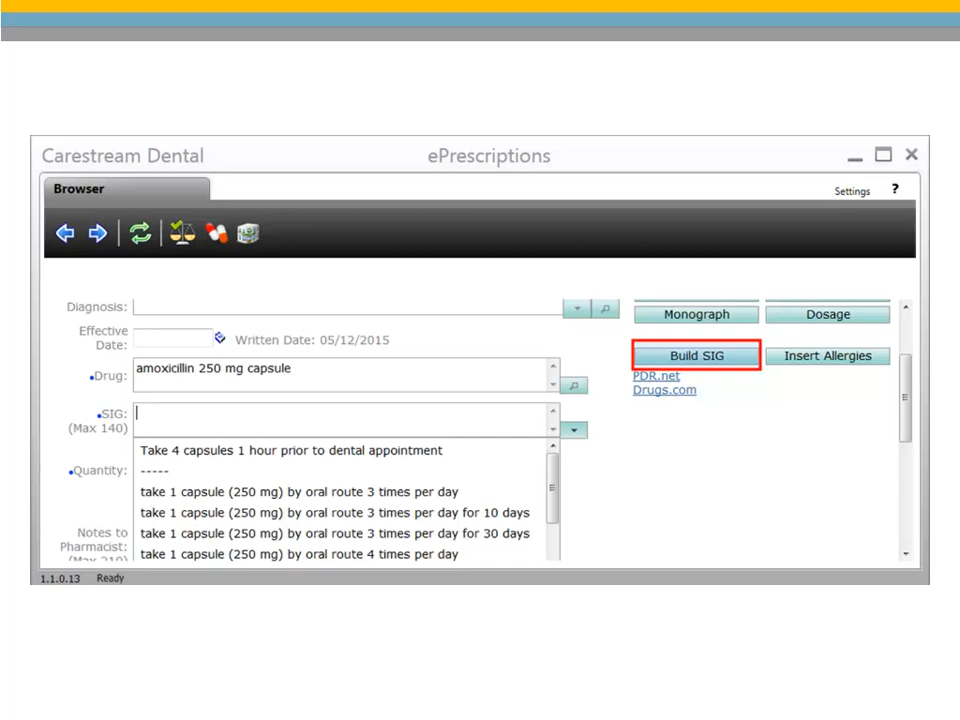 Carestream Dental
ePrescriptions
Browser
Settings
?
Diagnosis:
Monograph
Dosage
Effective
Date:
Written Date: 05/12/2015
Drug:
amoxicillin 250 mg capsule
Build SIG
Insert Allergies
PDR.net
Drugs.com
SIG:
(Max 140)
Take 4 capsules 1 hour prior to dental appointment
Quantity:
-----
take 1 capsule (250 mg) by oral route 3 times per day
take 1 capsule (250 mg) by oral route 3 times per day for 10 days
take 1 capsule (250 mg) by oral route 3 times per day for 30 days
take 1 capsule (250 mg) by oral route 4 times per day
Notes to
Pharmacist:
(Max 210)
1.1.0.13
Ready